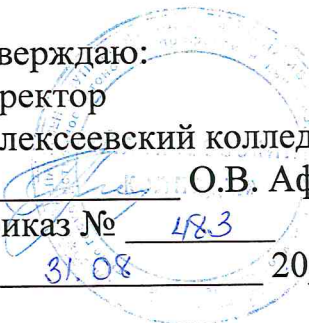 верждаю:
ректор
лексеевский коллед
О.В. Аф
иказ № 483
31.08 20